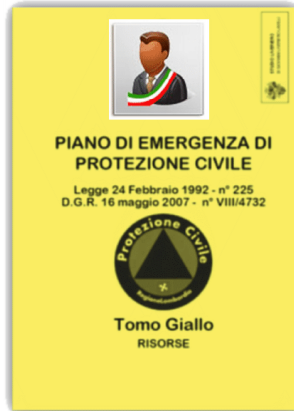 PIANO DI EMERGENZA DI
PROTEZIONE CIVILE
Legge 24 Febbraio 1992 - n° 225
D.G.R. 16 maggio 2007 - n° VIII/4732
Protezione Civile
RegioneLombardia
Tomo Giallo
RISORSE